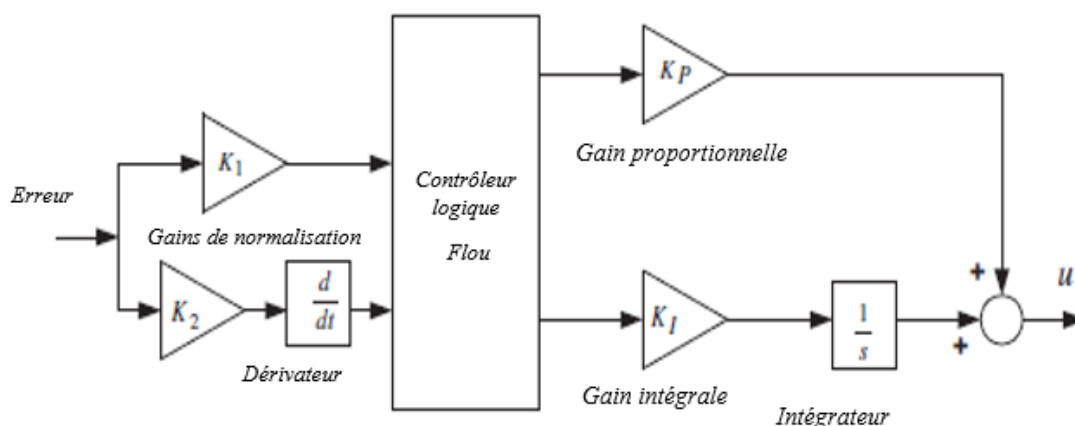 Erreur
K1
Gains de normalisation
K2
d
dt
Dérivateur
Contrôleur
logique
Flou
KP
Gain proportionnelle
KI
Gain intégrale
1
s
Intégrateur
+
+
u